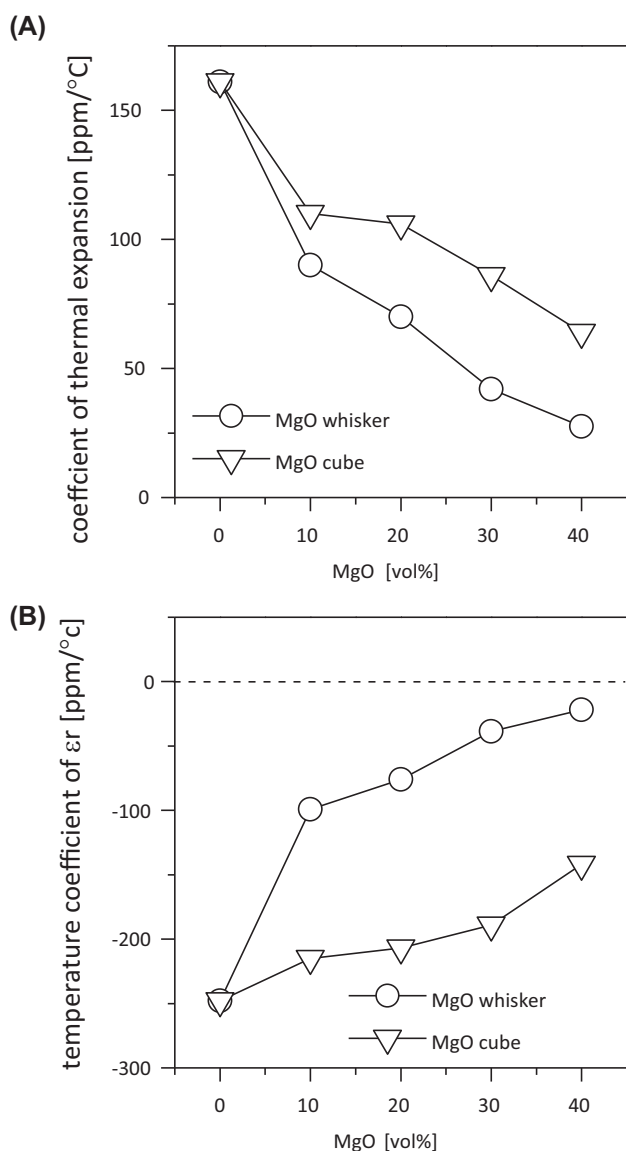 (A)
coeffcient of thermal expansion [ppm/°C]
150
100
50
0
MgO whisker
MgO cube
0 10 20 30 40
MgO [vol%]
(B)
temperature coefficient of εr [ppm/°c]
0
-100
-200
-300
MgO whisker
MgO cube
0 10 20 30 40
MgO [vol%]